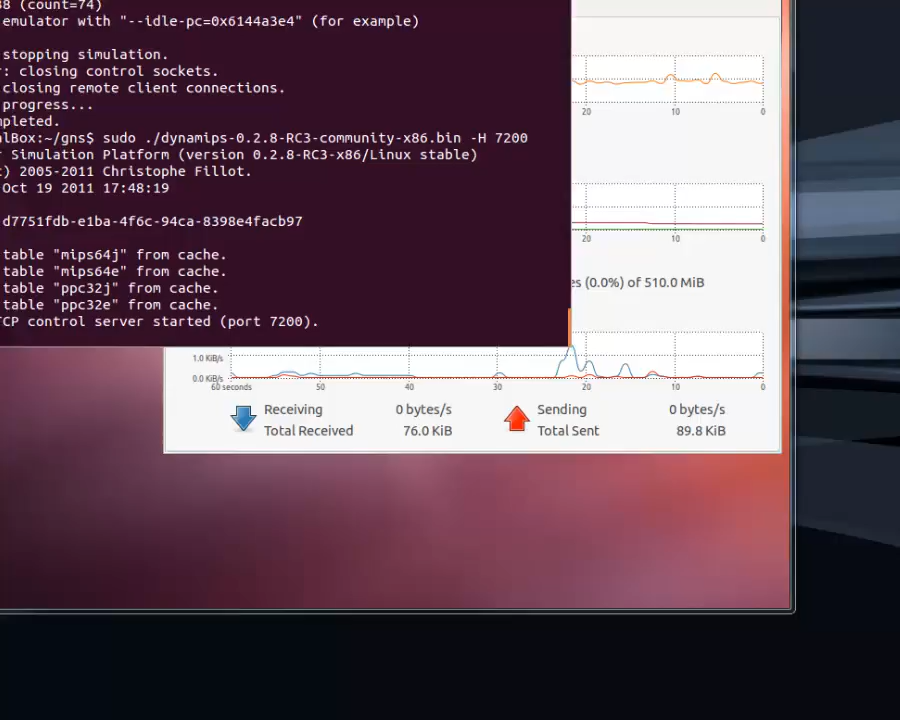 38 (count=74)
emulator with "--idle-pc=0x6144a3e4" (for example)
stopping simulation.
r: closing control sockets.
closing remote client connections.
progress...
mpleted.
alBox:~/gns$ sudo ./dynamips-0.2.8-RC3-community-x86.bin -H 7200
r Simulation Platform (version 0.2.8-RC3-x86/Linux stable)
t) 2005-2011 Christophe Fillot.
Oct 19 2011 17:48:19
d7751fdb-e1ba-4f6c-94ca-8398e4facb97
table "mips64j" from cache.
table "mips64e" from cache.
table "ppc32j" from cache.
table "ppc32e" from cache.
TCP control server started (port 7200).
20 10 0
20 10 0
es (0.0%) of 510.0 MiB
1.0 KiB/s
0.0 KiB/s
60 seconds 50 40 30 20 10 0
Receiving 0 bytes/s Sending 0 bytes/s
Total Received 76.0 KiB Total Sent 89.8 KiB